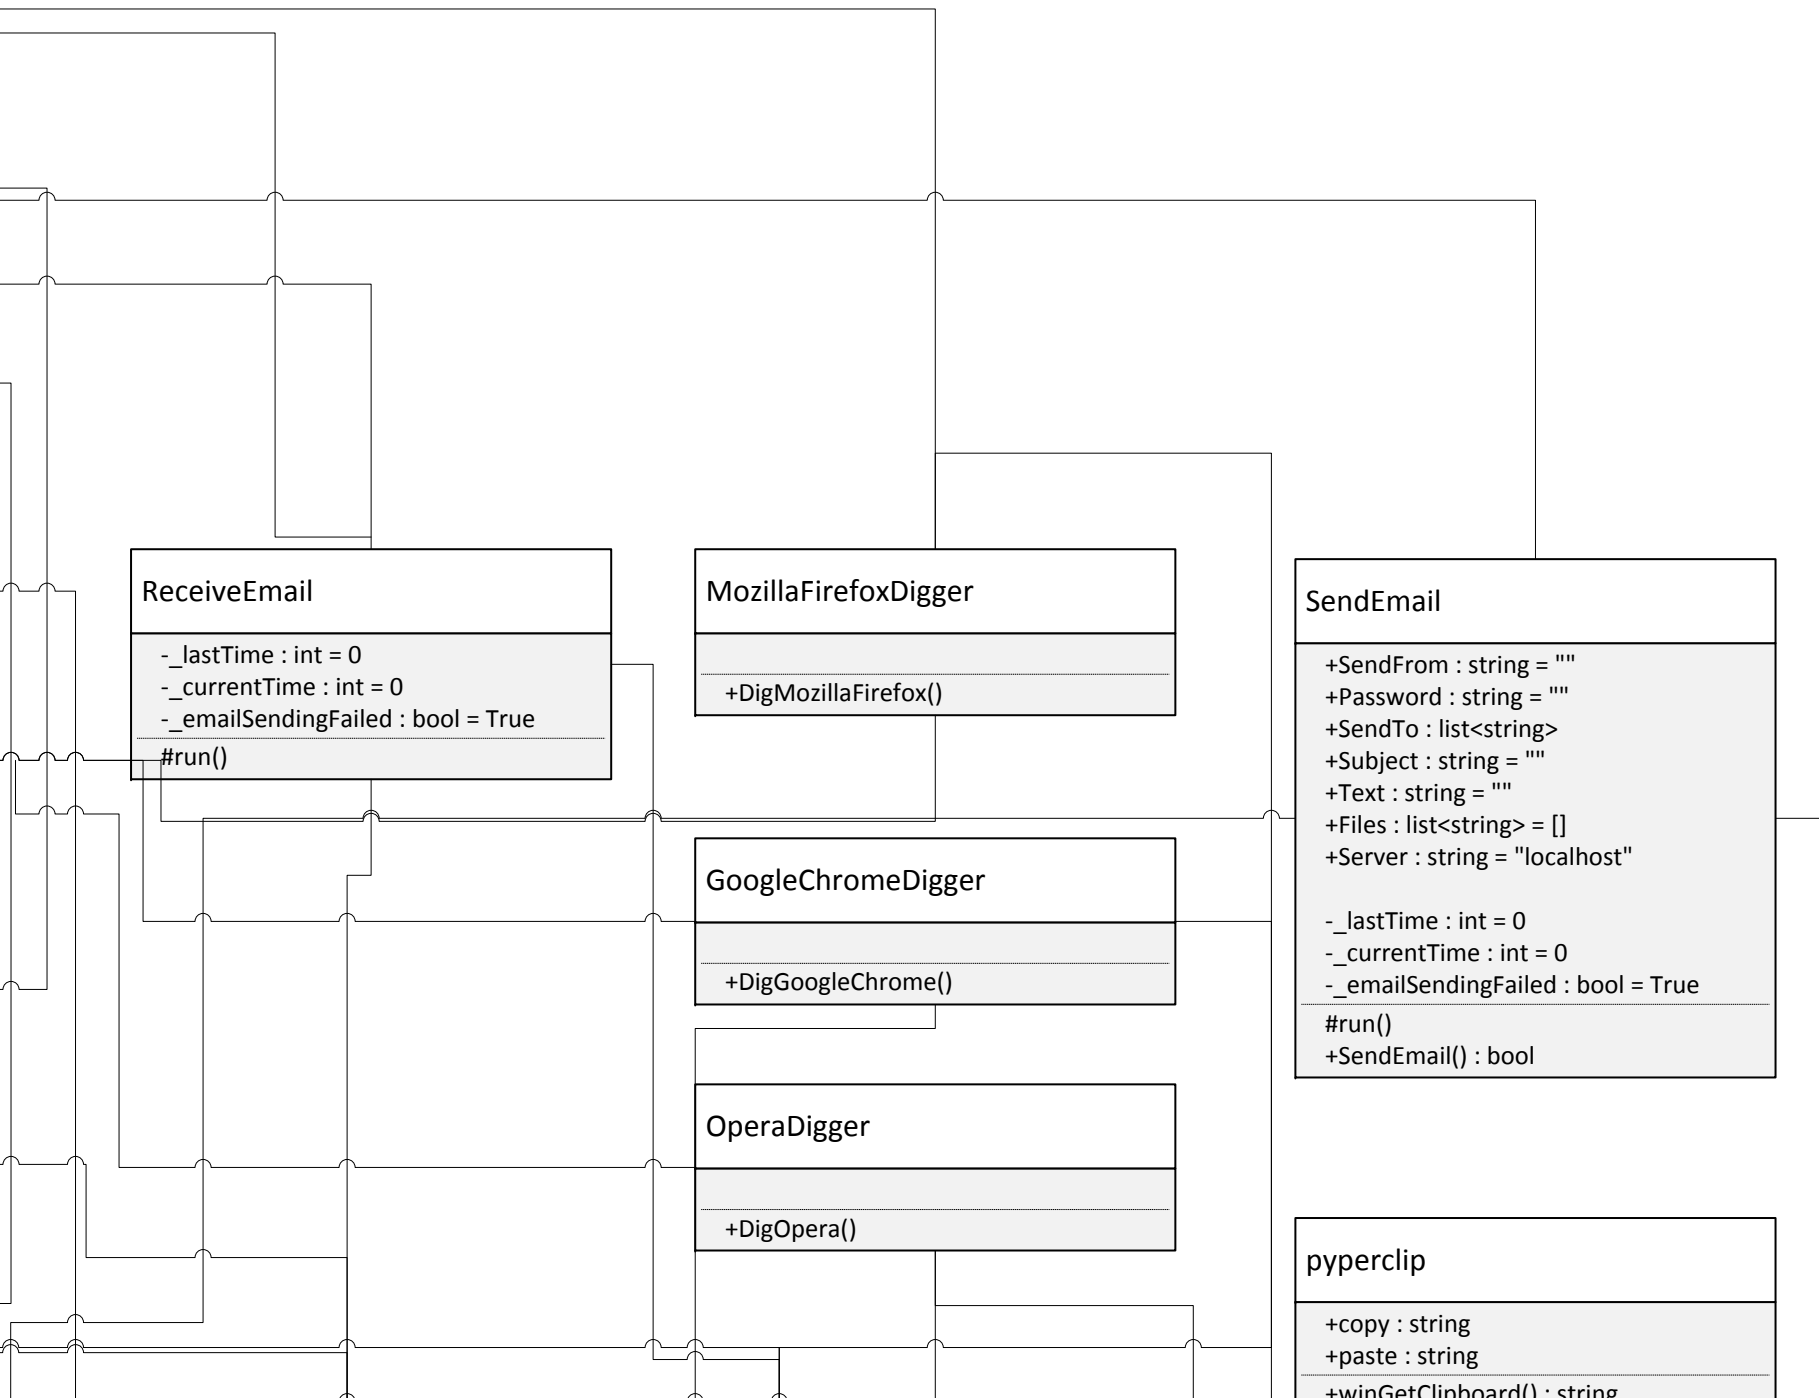 ReceiveEmail
-_lastTime : int = 0
-_currentTime : int = 0
-_emailSendingFailed : bool = True
#run()
MozillaFirefoxDigger
+DigMozillaFirefox()
GoogleChromeDigger
+DigGoogleChrome()
OperaDigger
+DigOpera()
SendEmail
+SendFrom : string = ""
+Password : string = ""
+SendTo : list<string>
+Subject : string = ""
+Text : string = ""
+Files : list<string> = []
+Server : string = "localhost"
-_lastTime : int = 0
-_currentTime : int = 0
-_emailSendingFailed : bool = True
#run()
+SendEmail() : bool
pyperclip
+copy : string
+paste : string
+winGetClipboard() : string